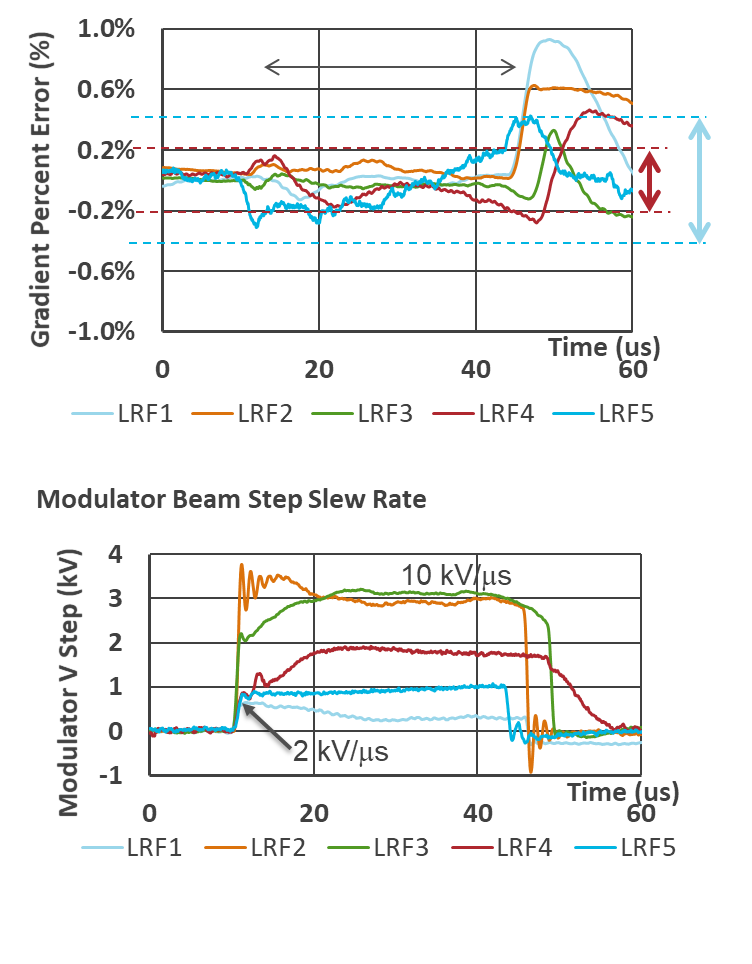 Gradient Percent Error (%)
1.0%
0.6%
0.2%
-0.2%
-0.6%
-1.0%
Time (us)
0 20 40 60
LRF1 LRF2 LRF3 LRF4 LRF5
Modulator Beam Step Slew Rate
Modulator V Step (kV)
4
3
2
1
0
-1
10 kV/μs
2 kV/μs
Time (us)
0 20 40 60
LRF1 LRF2 LRF3 LRF4 LRF5